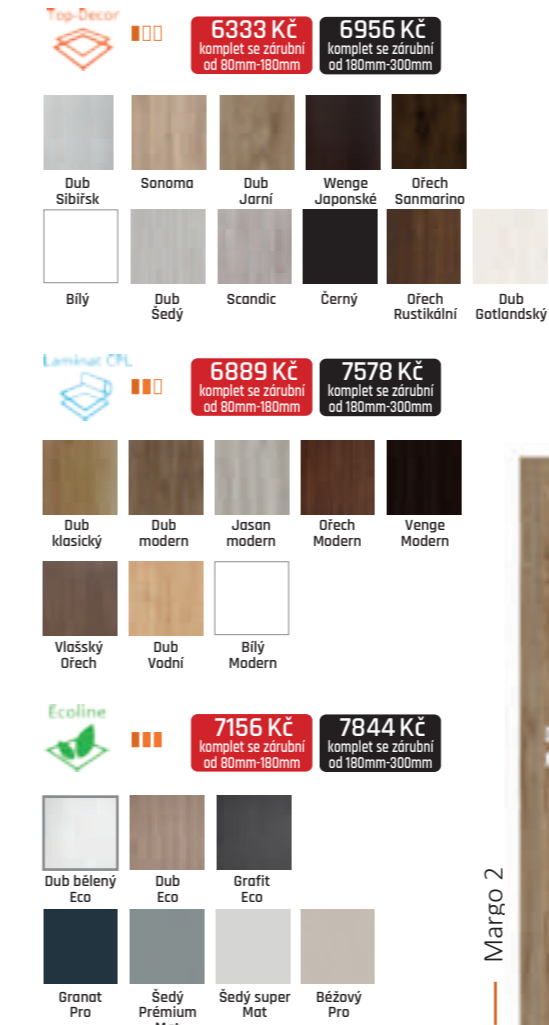 Top-Decor
6333 Kč
komplet se zárubní
od 80mm-180mm
6956 Kč
komplet se zárubní
od 180mm-300mm
Dub
Sibiřsk
Sonoma
Dub
Jarní
Wenge
Japonské
Ořech
Sanmarino
Bílý
Dub
Šedý
Scandic
Černý
Ořech
Rustikální
Dub
Gotlandský
Laminat CPL
6889 Kč
komplet se zárubní
od 80mm-180mm
7578 Kč
komplet se zárubní
od 180mm-300mm
Dub
klasický
Dub
modern
Jasan
modern
Ořech
Modern
Venge
Modern
Vlašský
Ořech
Dub
Vodní
Bílý
Modern
Ecoline
7156 Kč
komplet se zárubní
od 80mm-180mm
7844 Kč
komplet se zárubní
od 180mm-300mm
Dub bělený
Eco
Dub
Eco
Grafit
Eco
Granat
Pro
Šedý
Prémium
Mat
Šedý super
Mat
Béžový
Pro
Margo 2